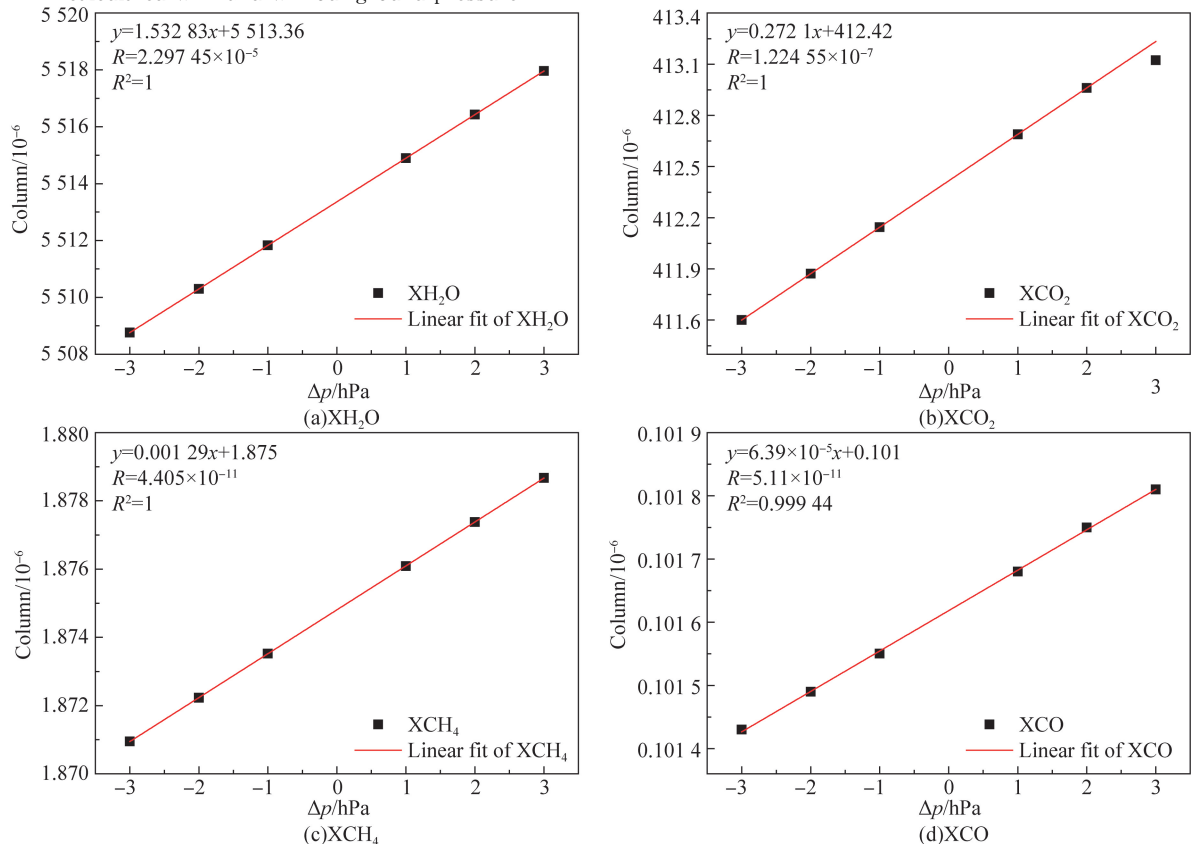 y=1.532 83x+5 513.36
R=2.297 45×10⁻⁵
R²=1
5 520
5 518
5 516
5 514
5 512
5 510
5 508
Column/10⁻⁶
XH₂O
Linear fit of XH₂O
−3 −2 −1 0 1 2 3
Δp/hPa
(a)XH₂O
y=0.272 1x+412.42
R=1.224 55×10⁻⁷
R²=1
413.4
413.1
412.8
412.5
412.2
411.9
411.6
Column/10⁻⁶
XCO₂
Linear fit of XCO₂
−3 −2 −1 0 1 2 3
Δp/hPa
(b)XCO₂
y=0.001 29x+1.875
R=4.405×10⁻¹¹
R²=1
1.880
1.878
1.876
1.874
1.872
1.870
Column/10⁻⁶
XCH₄
Linear fit of XCH₄
−3 −2 −1 0 1 2 3
Δp/hPa
(c)XCH₄
y=6.39×10⁻⁵x+0.101
R=5.11×10⁻¹¹
R²=0.999 44
0.101 9
0.101 8
0.101 7
0.101 6
0.101 5
0.101 4
Column/10⁻⁶
XCO
Linear fit of XCO
−3 −2 −1 0 1 2 3
Δp/hPa
(d)XCO